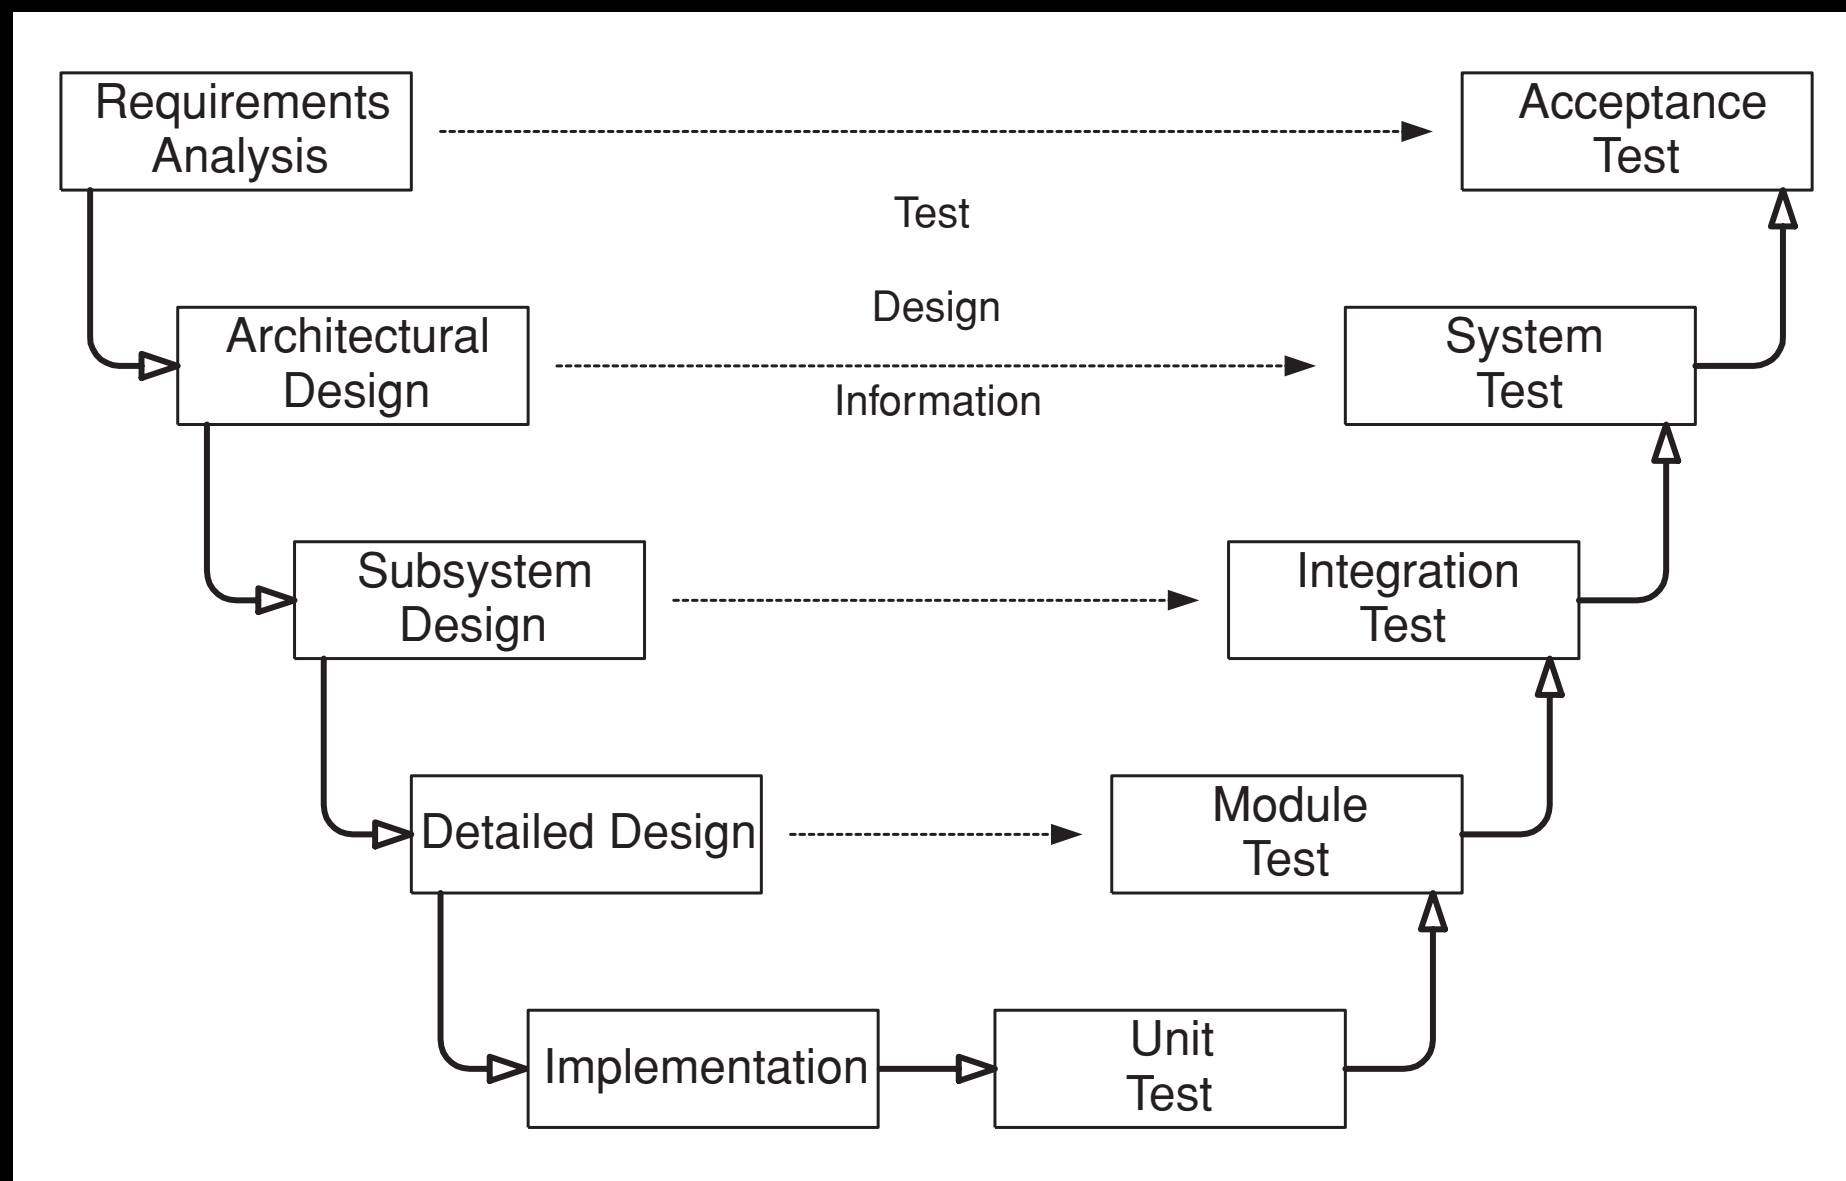 Requirements
Analysis
Acceptance
Test
Test
Design
Information
Architectural
Design
System
Test
Subsystem
Design
Integration
Test
Detailed Design
Module
Test
Implementation
Unit
Test